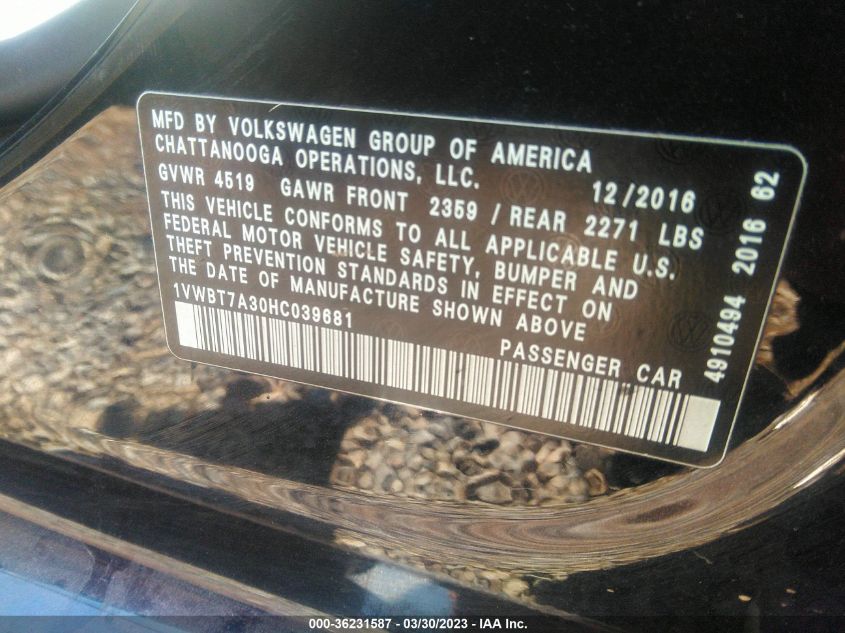 MFD BY VOLKSWAGEN GROUP OF AMERICA
CHATTANOOGA OPERATIONS, LLC.
12/2016
GVWR 4519 GAWR FRONT 2359 / REAR 2271 LBS
THIS VEHICLE CONFORMS TO ALL APPLICABLE U.S.
FEDERAL MOTOR VEHICLE SAFETY, BUMPER AND
THEFT PREVENTION STANDARDS IN EFFECT ON
THE DATE OF MANUFACTURE SHOWN ABOVE
1VWBT7A30HC039681
PASSENGER CAR
4910494 2016 62
000-36231587 - 03/30/2023 - IAA Inc.